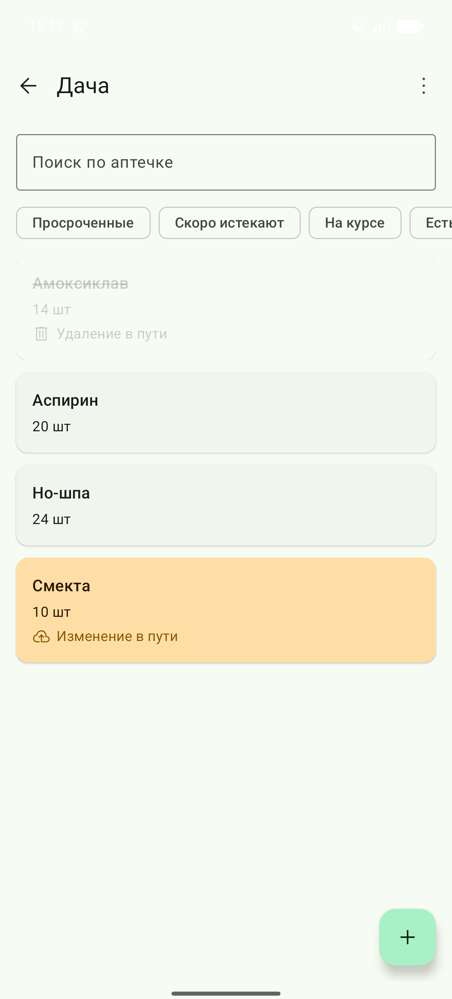 15:12
Дача
Поиск по аптечке
Просроченные Скоро истекают На курсе Есть
Амоксиклав
14 шт
Удаление в пути
Аспирин
20 шт
Но-шпа
24 шт
Смекта
10 шт
Изменение в пути